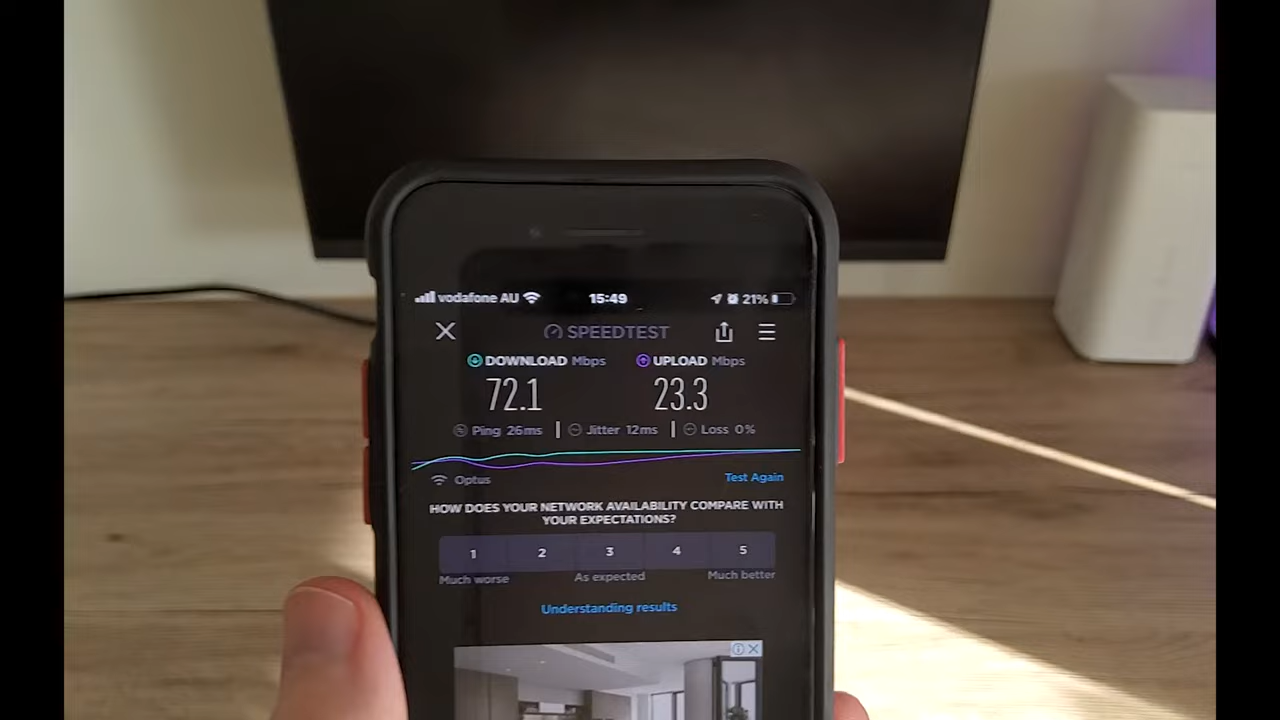 vodafone AU 15:49 21%
SPEEDTEST
DOWNLOAD Mbps UPLOAD Mbps
72.1 23.3
Ping 26ms Jitter 12ms Loss 0%
Optus Test Again
HOW DOES YOUR NETWORK AVAILABILITY COMPARE WITH
YOUR EXPECTATIONS?
1 2 3 4 5
Much worse As expected Much better
Understanding results